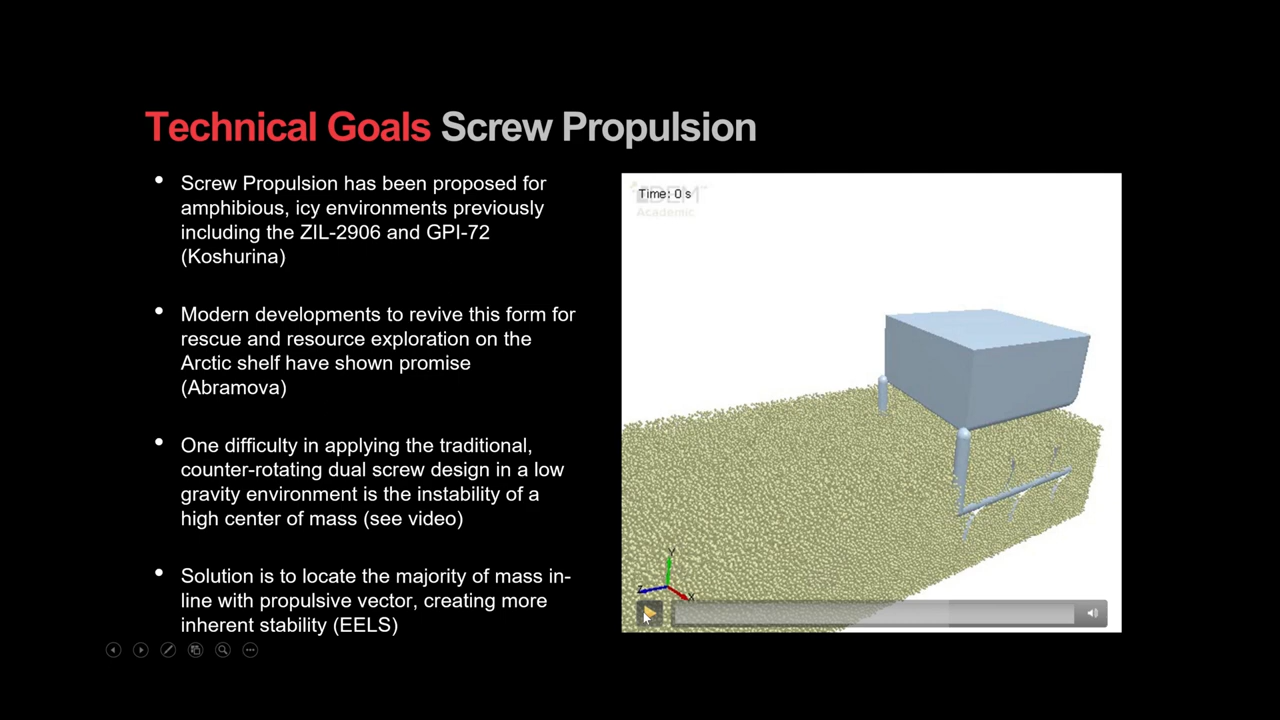 Technical Goals Screw Propulsion
• Screw Propulsion has been proposed for
amphibious, icy environments previously
including the ZIL-2906 and GPI-72
(Koshurina)
• Modern developments to revive this form for
rescue and resource exploration on the
Arctic shelf have shown promise
(Abramova)
• One difficulty in applying the traditional,
counter-rotating dual screw design in a low
gravity environment is the instability of a
high center of mass (see video)
• Solution is to locate the majority of mass in-
line with propulsive vector, creating more
inherent stability (EELS)
Time: 0 s
Academic
Y
Z
X